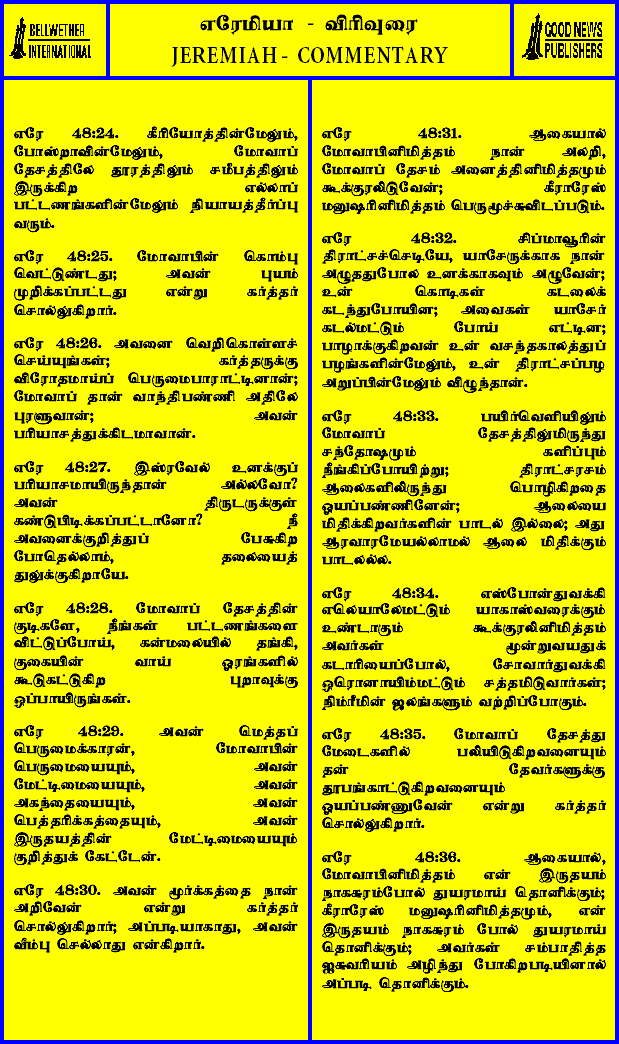 BELLWETHER
INTERNATIONAL
எரேமியா - விரிவுரை
JEREMIAH - COMMENTARY
GOOD NEWS
PUBLISHERS
எரே 48:24. கீரியோத்தின்மேலும்,
போஸ்றாவின்மேலும், மோவாப்
தேசத்திலே தூரத்திலும் சமீபத்திலும்
இருக்கிற எல்லாப்
பட்டணங்களின்மேலும் நியாயத்தீர்ப்பு
வரும்.
எரே 48:25. மோவாபின் கொம்பு
வெட்டுண்டது; அவன் புயம்
முறிக்கப்பட்டது என்று கர்த்தர்
சொல்லுகிறார்.
எரே 48:26. அவனை வெறிகொள்ளச்
செய்யுங்கள்; கர்த்தருக்கு
விரோதமாய்ப் பெருமைபாராட்டினான்;
மோவாப் தான் வாந்திபண்ணி அதிலே
புரளுவான்; அவன்
பரியாசத்துக்கிடமாவான்.
எரே 48:27. இஸ்ரவேல் உனக்குப்
பரியாசமாயிருந்தான் அல்லவோ?
அவன் திருடருக்குள்
கண்டுபிடிக்கப்பட்டானோ? நீ
அவனைக்குறித்துப் பேசுகிற
போதெல்லாம், தலையைத்
துலுக்குகிறாயே.
எரே 48:28. மோவாப் தேசத்தின்
குடிகளே, நீங்கள் பட்டணங்களை
விட்டுப்போய், கன்மலையில் தங்கி,
குகையின் வாய் ஓரங்களில்
கூடுகட்டுகிற புறாவுக்கு
ஒப்பாயிருங்கள்.
எரே 48:29. அவன் மெத்தப்
பெருமைக்காரன், மோவாபின்
பெருமையையும், அவன்
மேட்டிமையையும், அவன்
அகந்தையையும், அவன்
பெத்தரிக்கத்தையும், அவன்
இருதயத்தின் மேட்டிமையையும்
குறித்துக் கேட்டேன்.
எரே 48:30. அவன் மூர்க்கத்தை நான்
அறிவேன் என்று கர்த்தர்
சொல்லுகிறார்; அப்படியாகாது, அவன்
வீம்பு செல்லாது என்கிறார்.
எரே 48:31. ஆகையால்
மோவாபினிமித்தம் நான் அலறி,
மோவாப் தேசம் அனைத்தினிமித்தமும்
கூக்குரலிடுவேன்; கீராரேஸ்
மனுஷரினிமித்தம் பெருமூச்சுவிடப்படும்.
எரே 48:32. சிப்மாவூரின்
திராட்சச்செடியே, யாசேருக்காக நான்
அழுததுபோல உனக்காகவும் அழுவேன்;
உன் கொடிகள் கடலைக்
கடந்துபோயின; அவைகள் யாசேர்
கடல்மட்டும் போய் எட்டின;
பாழாக்குகிறவன் உன் வசந்தகாலத்துப்
பழங்களின்மேலும், உன் திராட்சப்பழ
அறுப்பின்மேலும் விழுந்தான்.
எரே 48:33. பயிர்வெளியிலும்
மோவாப் தேசத்திலுமிருந்து
சந்தோஷமும் களிப்பும்
நீங்கிப்போயிற்று; திராட்சரசம்
ஆலைகளிலிருந்து பொழிகிறதை
ஓயப்பண்ணினேன்; ஆலையை
மிதிக்கிறவர்களின் பாடல் இல்லை; அது
ஆரவாரமேயல்லாமல் ஆலை மிதிக்கும்
பாடலல்ல.
எரே 48:34. எஸ்போன்துவக்கி
எலெயாலேமட்டும் யாகாஸ்வரைக்கும்
உண்டாகும் கூக்குரலினிமித்தம்
அவர்கள் மூன்றுவயதுக்
கடாரியைப்போல், சோவார்துவக்கி
ஒரொனாயிம்மட்டும் சத்தமிடுவார்கள்;
நிம்ரீமின் ஜலங்களும் வற்றிப்போகும்.
எரே 48:35. மோவாப் தேசத்து
மேடைகளில் பலியிடுகிறவனையும்
தன் தேவர்களுக்கு
தூபங்காட்டுகிறவனையும்
ஓயப்பண்ணுவேன் என்று கர்த்தர்
சொல்லுகிறார்.
எரே 48:36. ஆகையால்,
மோவாபினிமித்தம் என் இருதயம்
நாகசுரம்போல் துயரமாய் தொனிக்கும்;
கீராரேஸ் மனுஷரினிமித்தமும், என்
இருதயம் நாகசுரம் போல் துயரமாய்
தொனிக்கும்; அவர்கள் சம்பாதித்த
ஐசுவரியம் அழிந்து போகிறபடியினால்
அப்படி தொனிக்கும்.